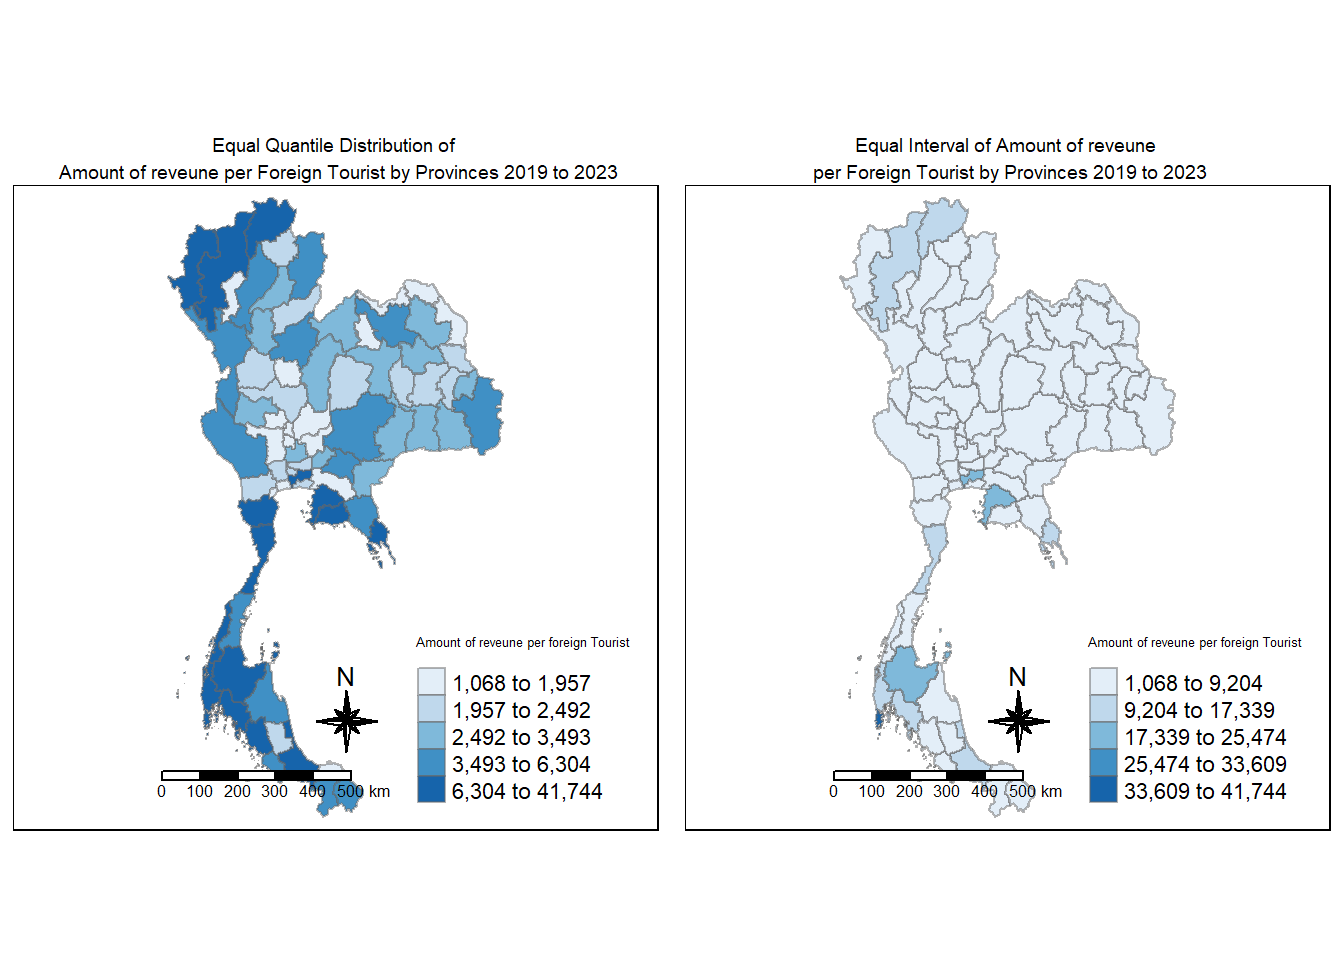 Equal Quantile Distribution of
Amount of reveune per Foreign Tourist by Provinces 2019 to 2023
Amount of reveune per foreign Tourist
N
1,068 to 1,957
1,957 to 2,492
2,492 to 3,493
3,493 to 6,304
6,304 to 41,744
0 100 200 300 400 500 km
Equal Interval of Amount of reveune
per Foreign Tourist by Provinces 2019 to 2023
Amount of reveune per foreign Tourist
N
1,068 to 9,204
9,204 to 17,339
17,339 to 25,474
25,474 to 33,609
33,609 to 41,744
0 100 200 300 400 500 km